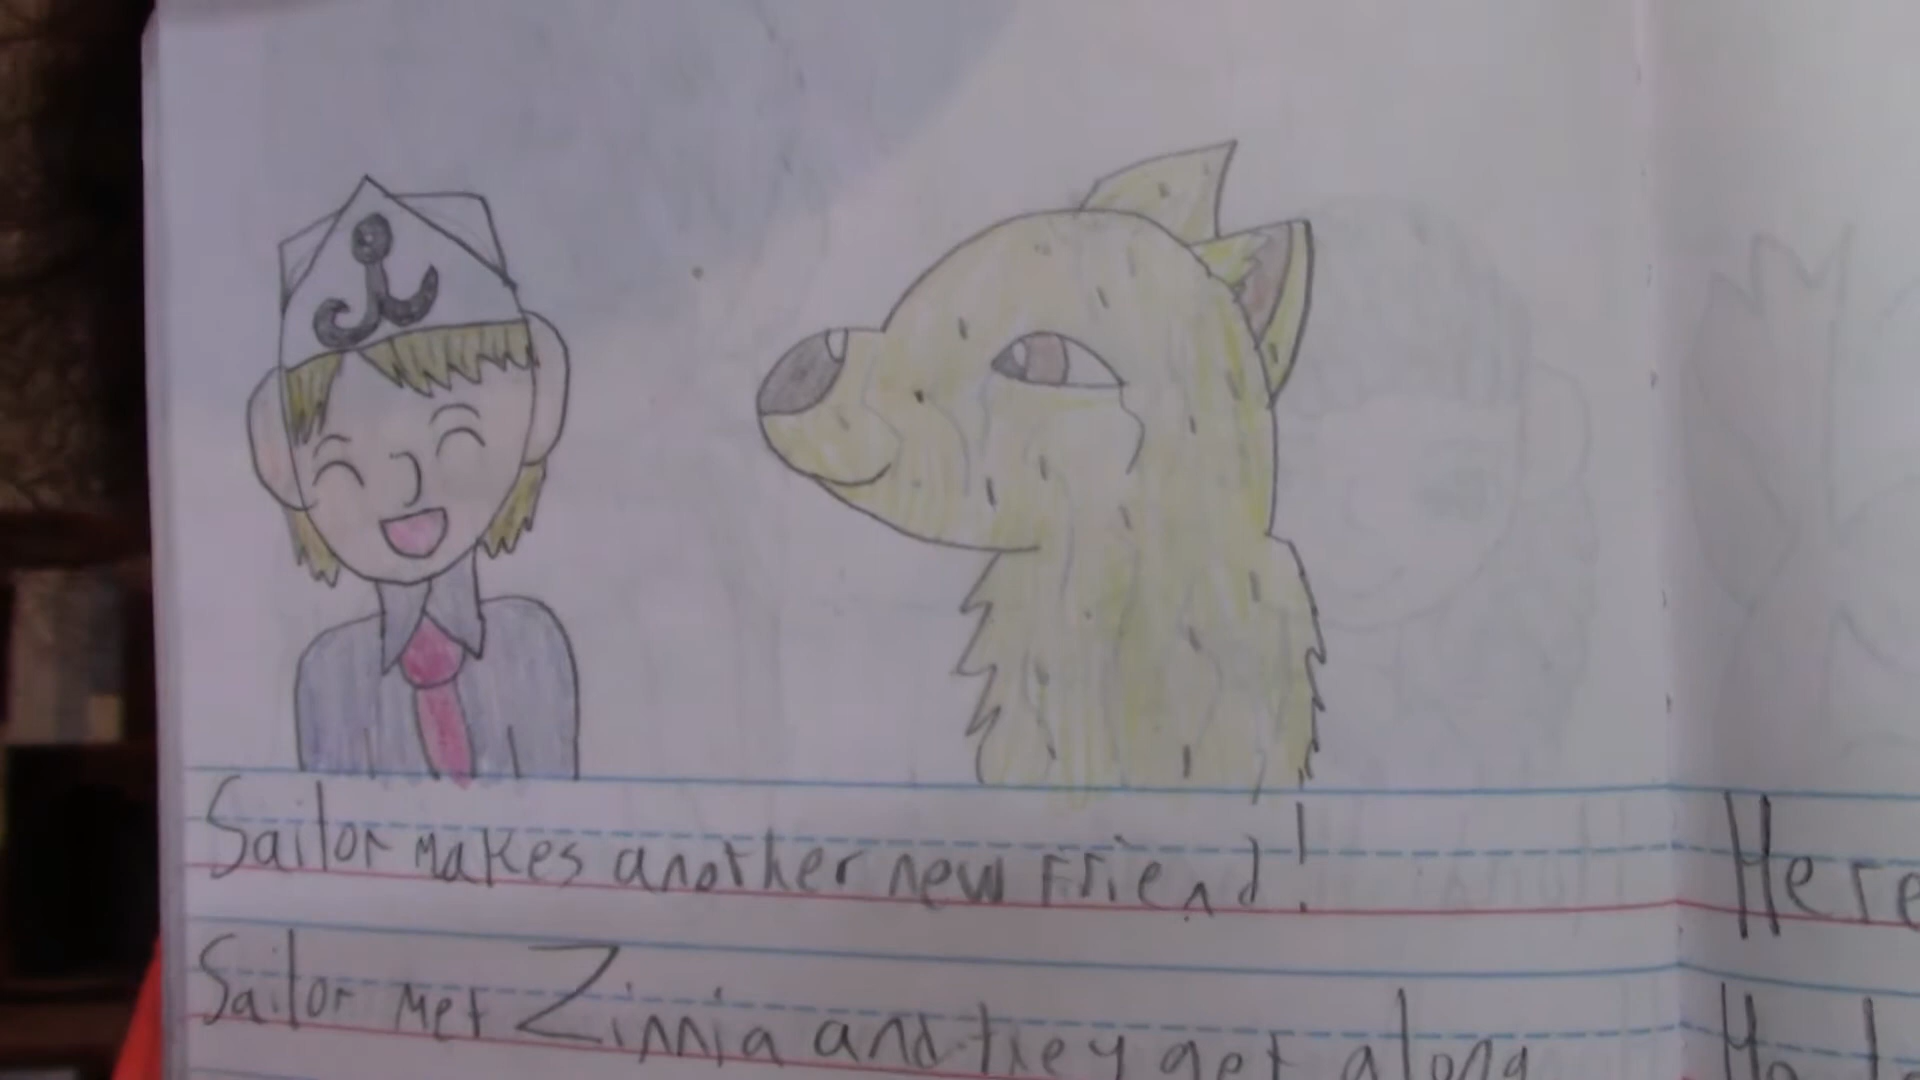 Sailor makes another new Friend!
Sailor met Zinnia and they get along
Here